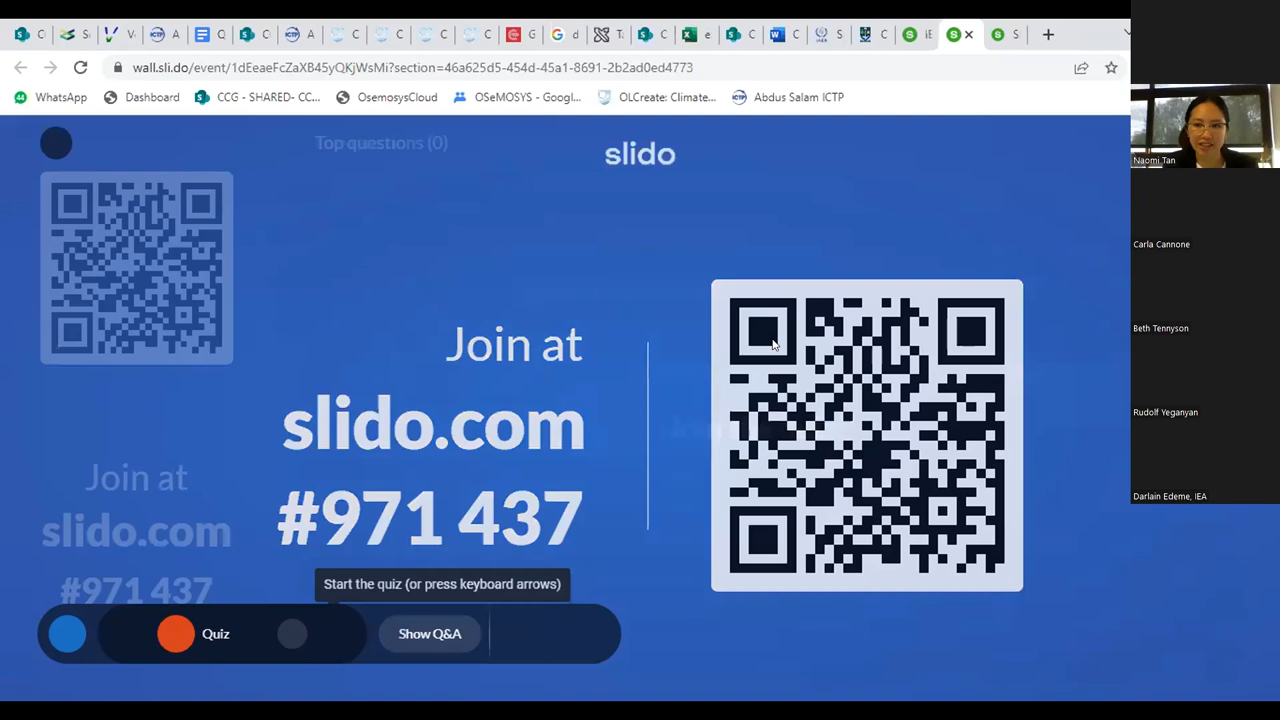 wall.sli.do/event/1dEeaeFcZaXB45yQKjWsMi?section=46a625d5-454d-45a1-8691-2b2ad0ed4773
44 WhatsApp Dashboard CCG - SHARED- CC... OsemosysCloud OSeMOSYS - Googl... OLCreate: Climate... Abdus Salam ICTP
Top questions (0)
slido
Join at
slido.com
#971 437
Join at
slido.com
#971 437
Start the quiz (or press keyboard arrows)
Quiz
Show Q&A
Naomi Tan
Carla Cannone
Beth Tennyson
Rudolf Yeganyan
Darlain Edeme, IEA